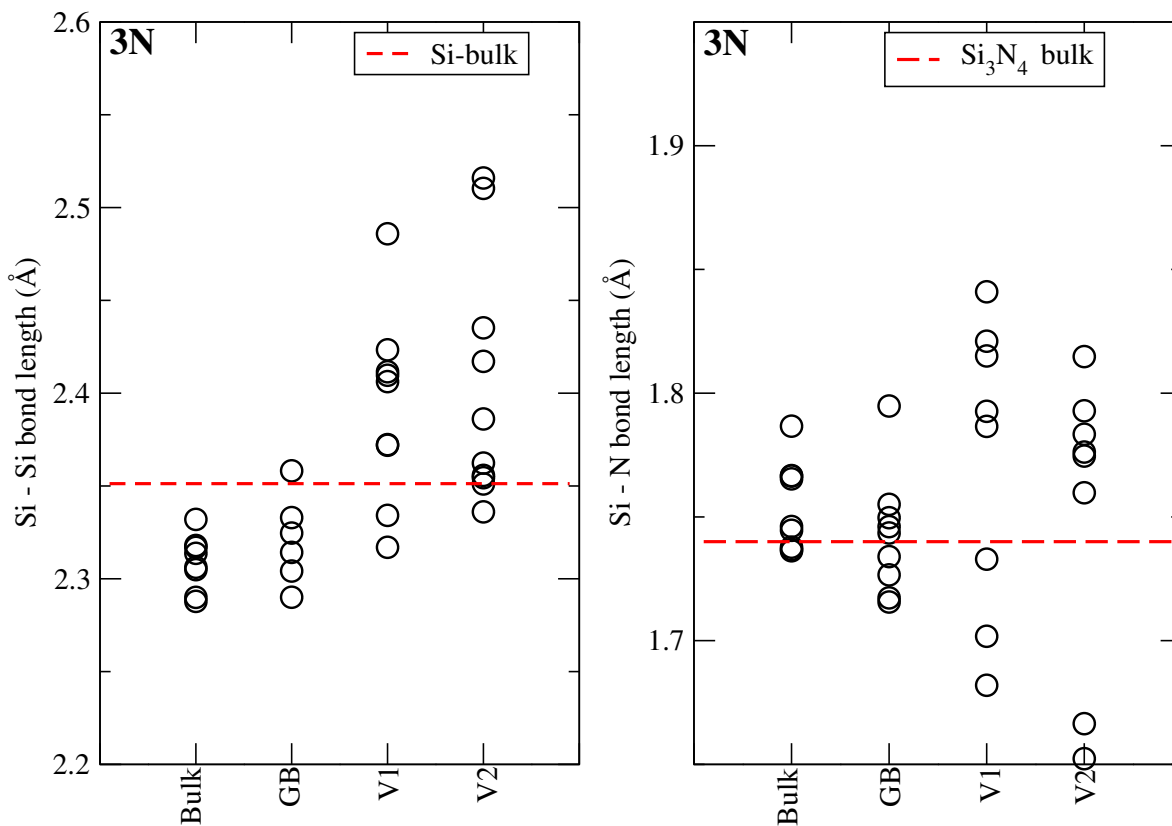 3N
Si-bulk
Si - Si bond length (Å)
2.6
2.5
2.4
2.3
2.2
Bulk
GB
V1
V2
3N
Si3N4 bulk
Si - N bond length (Å)
1.9
1.8
1.7
Bulk
GB
V1
V2